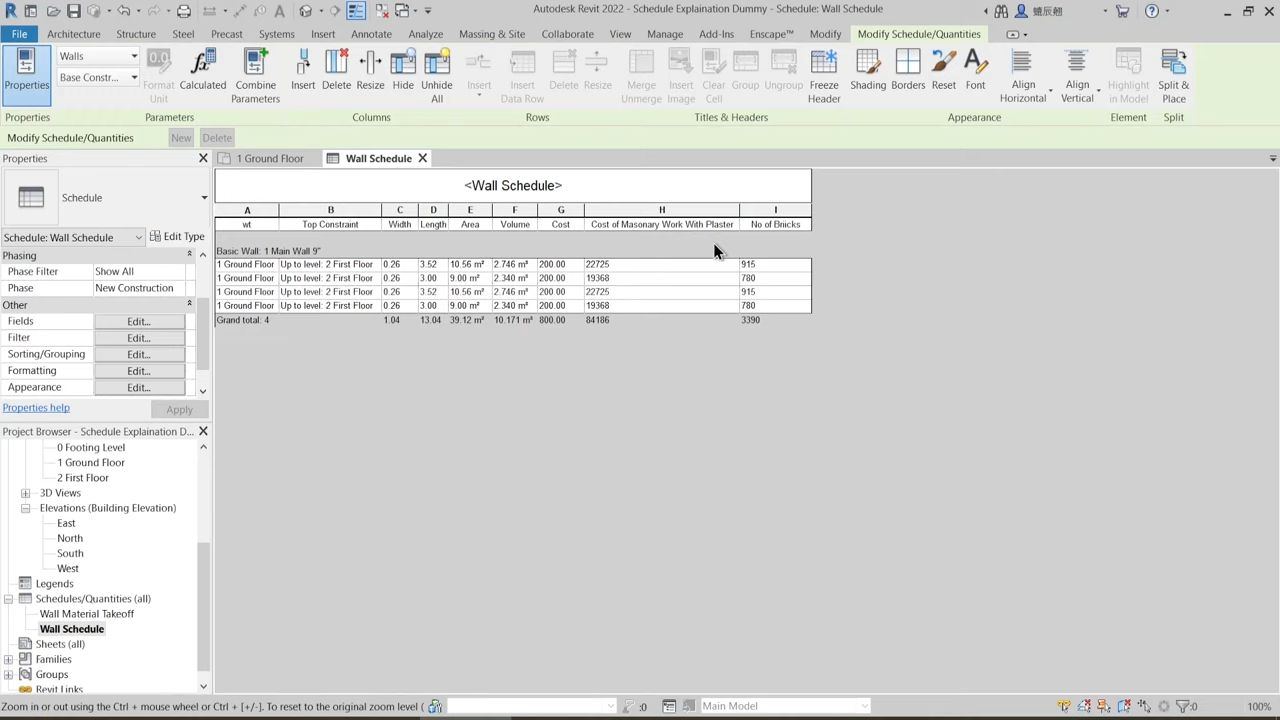 Autodesk Revit 2022 - Schedule Explaination Dummy - Schedule: Wall Schedule
File Architecture Structure Steel Precast Systems Insert Annotate Analyze Massing & Site Collaborate View Manage Add-Ins Enscape™ Modify Modify Schedule/Quantities
Walls
Base Constr...
Properties Format Unit Calculated Combine Parameters Insert Delete Resize Hide Unhide All Insert Insert Data Row Delete Resize Merge Unmerge Insert Image Clear Cell Group Ungroup Freeze Header Shading Borders Reset Font Align Horizontal Align Vertical Highlight in Model Split & Place
Properties Parameters Columns Rows Titles & Headers Appearance Element Split
Modify Schedule/Quantities New Delete
Properties
1 Ground Floor Wall Schedule
Schedule
Schedule: Wall Schedule Edit Type
Phasing
Phase Filter Show All
Phase New Construction
Other
Fields Edit...
Filter Edit...
Sorting/Grouping Edit...
Formatting Edit...
Appearance Edit...
Properties help Apply
<Wall Schedule>
A B C D E F G H I
wt Top Constraint Width Length Area Volume Cost Cost of Masonary Work With Plaster No of Bricks
Basic Wall: 1 Main Wall 9"
1 Ground Floor Up to level: 2 First Floor 0.26 3.52 10.56 m² 2.746 m³ 200.00 22725 915
1 Ground Floor Up to level: 2 First Floor 0.26 3.00 9.00 m² 2.340 m³ 200.00 19368 780
1 Ground Floor Up to level: 2 First Floor 0.26 3.52 10.56 m² 2.746 m³ 200.00 22725 915
1 Ground Floor Up to level: 2 First Floor 0.26 3.00 9.00 m² 2.340 m³ 200.00 19368 780
Grand total: 4 1.04 13.04 39.12 m² 10.171 m³ 800.00 84186 3390
Project Browser - Schedule Explaination D...
0 Footing Level
1 Ground Floor
2 First Floor
3D Views
Elevations (Building Elevation)
East
North
South
West
Legends
Schedules/Quantities (all)
Wall Material Takeoff
Wall Schedule
Sheets (all)
Families
Groups
Revit Links
Zoom in or out using the Ctrl + mouse wheel or Ctrl + [+/-]. To reset to the original zoom level ( :0 Main Model :0 100%